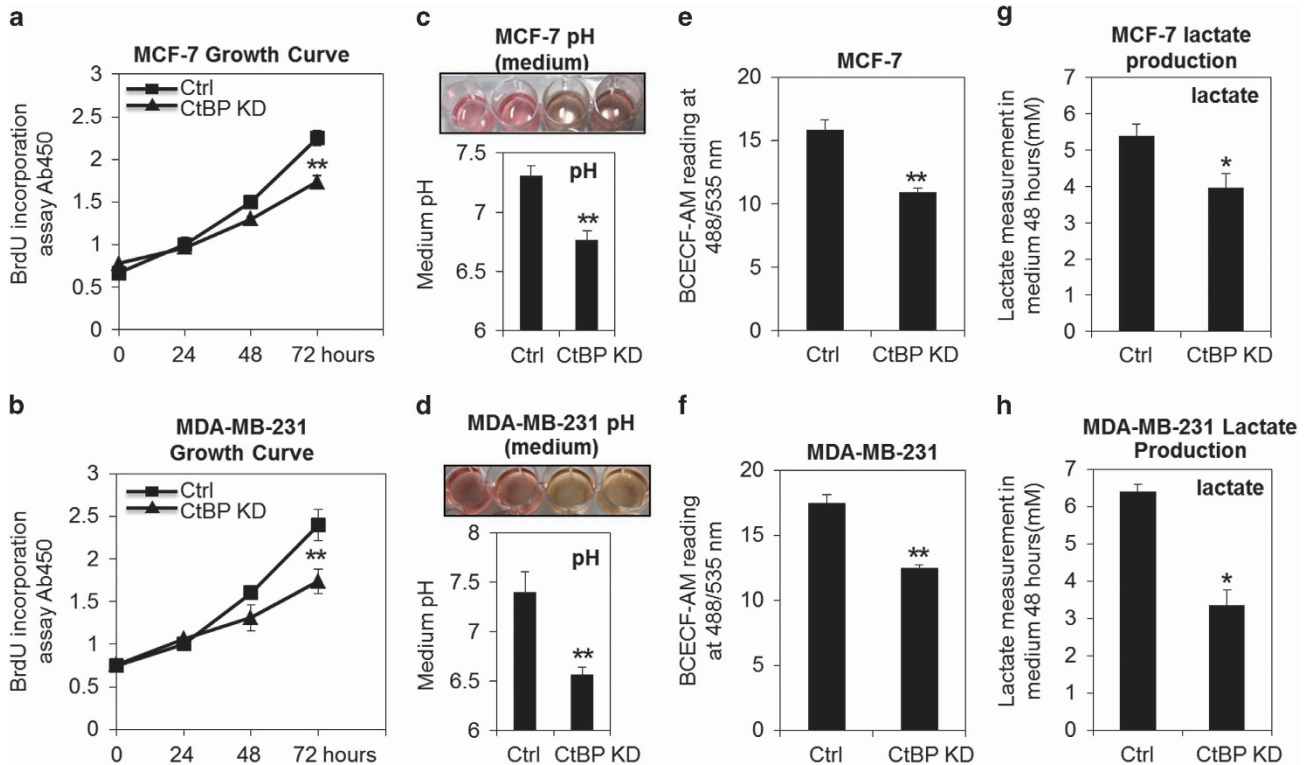 a
MCF-7 Growth Curve
BrdU incorporation
assay Ab450
3
2.5
2
1.5
1
0.5
0
Ctrl
CtBP KD
**
0 24 48 72 hours
c
MCF-7 pH
(medium)
Medium pH
7.5
7
6.5
6
pH
**
Ctrl CtBP KD
e
MCF-7
BCECF-AM reading at
488/535 nm
20
15
10
5
0
**
Ctrl CtBP KD
g
MCF-7 lactate
production
Lactate measurement in
medium 48 hours(mM)
7
6
5
4
3
2
1
0
lactate
*
Ctrl CtBP KD
b
MDA-MB-231
Growth Curve
BrdU incorporation
assay Ab450
3
2.5
2
1.5
1
0.5
0
Ctrl
CtBP KD
**
0 24 48 72 hours
d
MDA-MB-231 pH
(medium)
Medium pH
8
7.5
7
6.5
6
pH
**
Ctrl CtBP KD
f
MDA-MB-231
BCECF-AM reading
at 488/535 nm
20
15
10
5
0
**
Ctrl CtBP KD
h
MDA-MB-231 Lactate
Production
Lactate measurement in
medium 48 hours(mM)
7
6
5
4
3
2
1
0
lactate
*
Ctrl CtBP KD